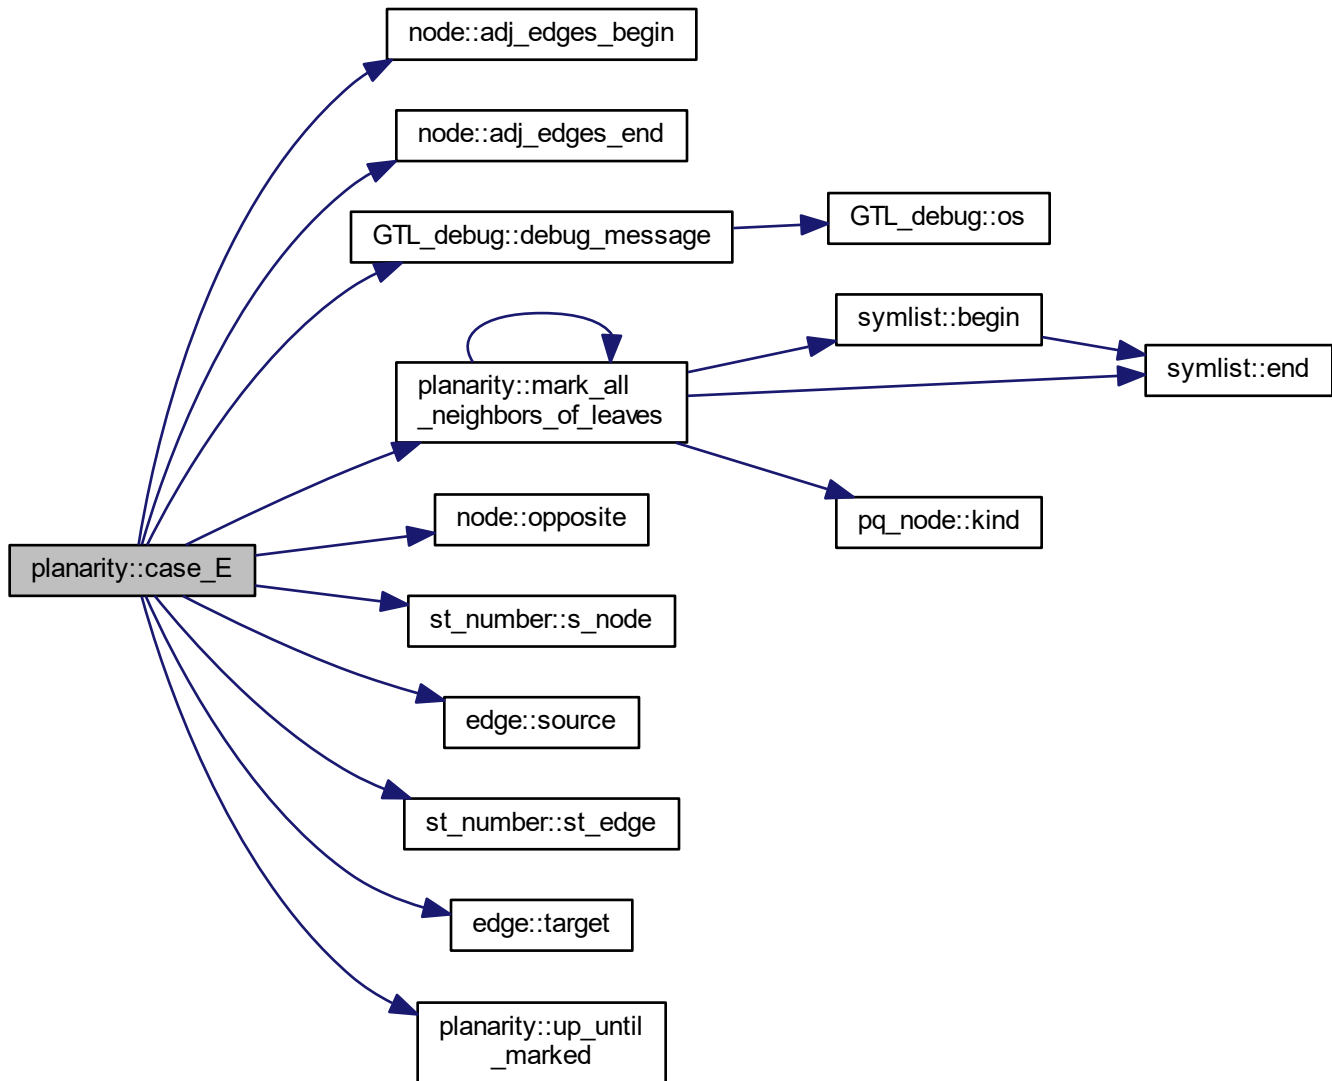 node::adj_edges_begin
node::adj_edges_end
GTL_debug::debug_message
GTL_debug::os
planarity::mark_all
_neighbors_of_leaves
symlist::begin
symlist::end
pq_node::kind
node::opposite
planarity::case_E
st_number::s_node
edge::source
st_number::st_edge
edge::target
planarity::up_until
_marked